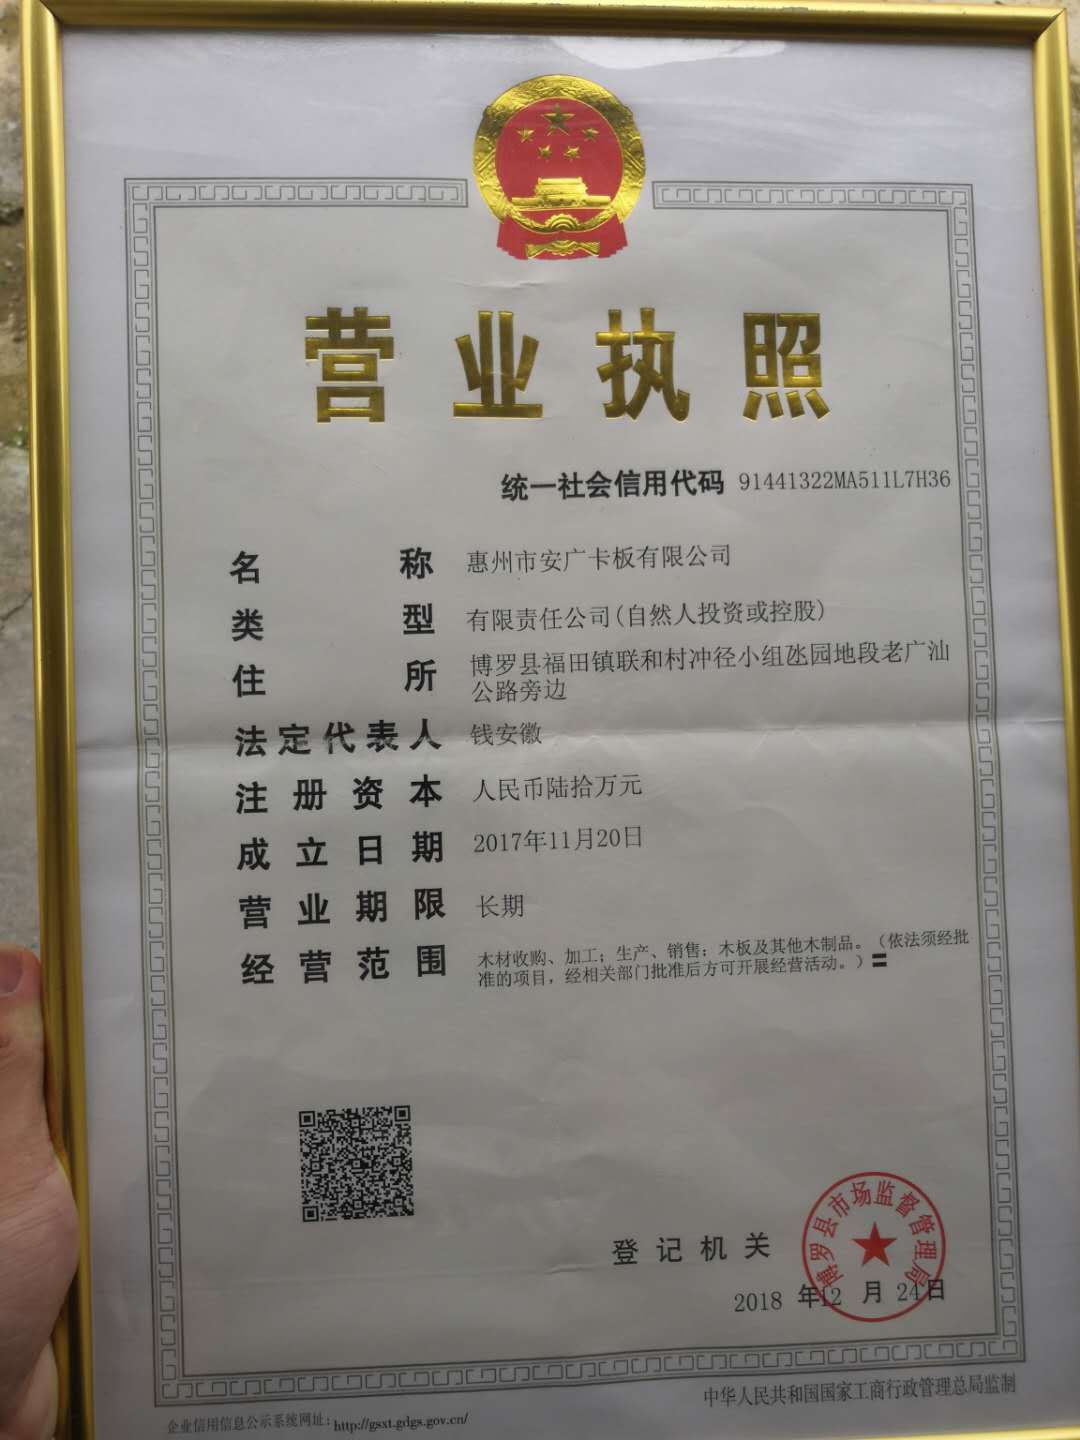 营业执照
统一社会信用代码 91441322MA511L7H36
名称 惠州市安广卡板有限公司
类型 有限责任公司(自然人投资或控股)
住所 博罗县福田镇联和村冲径小组氹园地段老广汕
公路旁边
法定代表人 钱安徽
注册资本 人民币陆拾万元
成立日期 2017年11月20日
营业期限 长期
经营范围 木材收购、加工；生产、销售：木板及其他木制品。（依法须经批
准的项目，经相关部门批准后方可开展经营活动。）〓
登记机关
博罗县市场监督管理局
2018 年12 月 24日
中华人民共和国国家工商行政管理总局监制
企业信用信息公示系统网址：http://gsxt.gdgs.gov.cn/